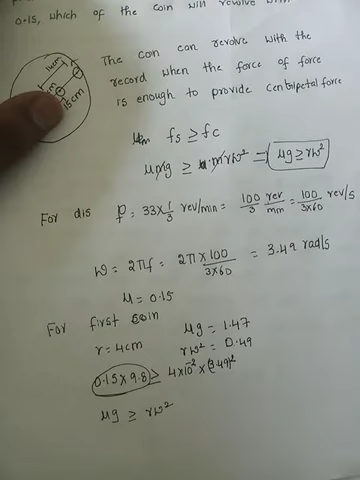 0.15, which of the coin will revolve with
The coin can revolve with the
record when the force of force
is enough to provide centripetal force
fs ≥ fc
μmg ≥ mrω² = μg ≥ rω²
For dis f = 33×1/3 rev/min = 100/3 rev/min = 100/3×60 rev/s
ω = 2πf = 2π×100/3×60 = 3.49 rad/s
μ = 0.15
For first coin μg = 1.47
r = 4cm rω² = 0.49
0.15×9.8 ≥ 4×10⁻² × (3.49)²
μg ≥ rω²